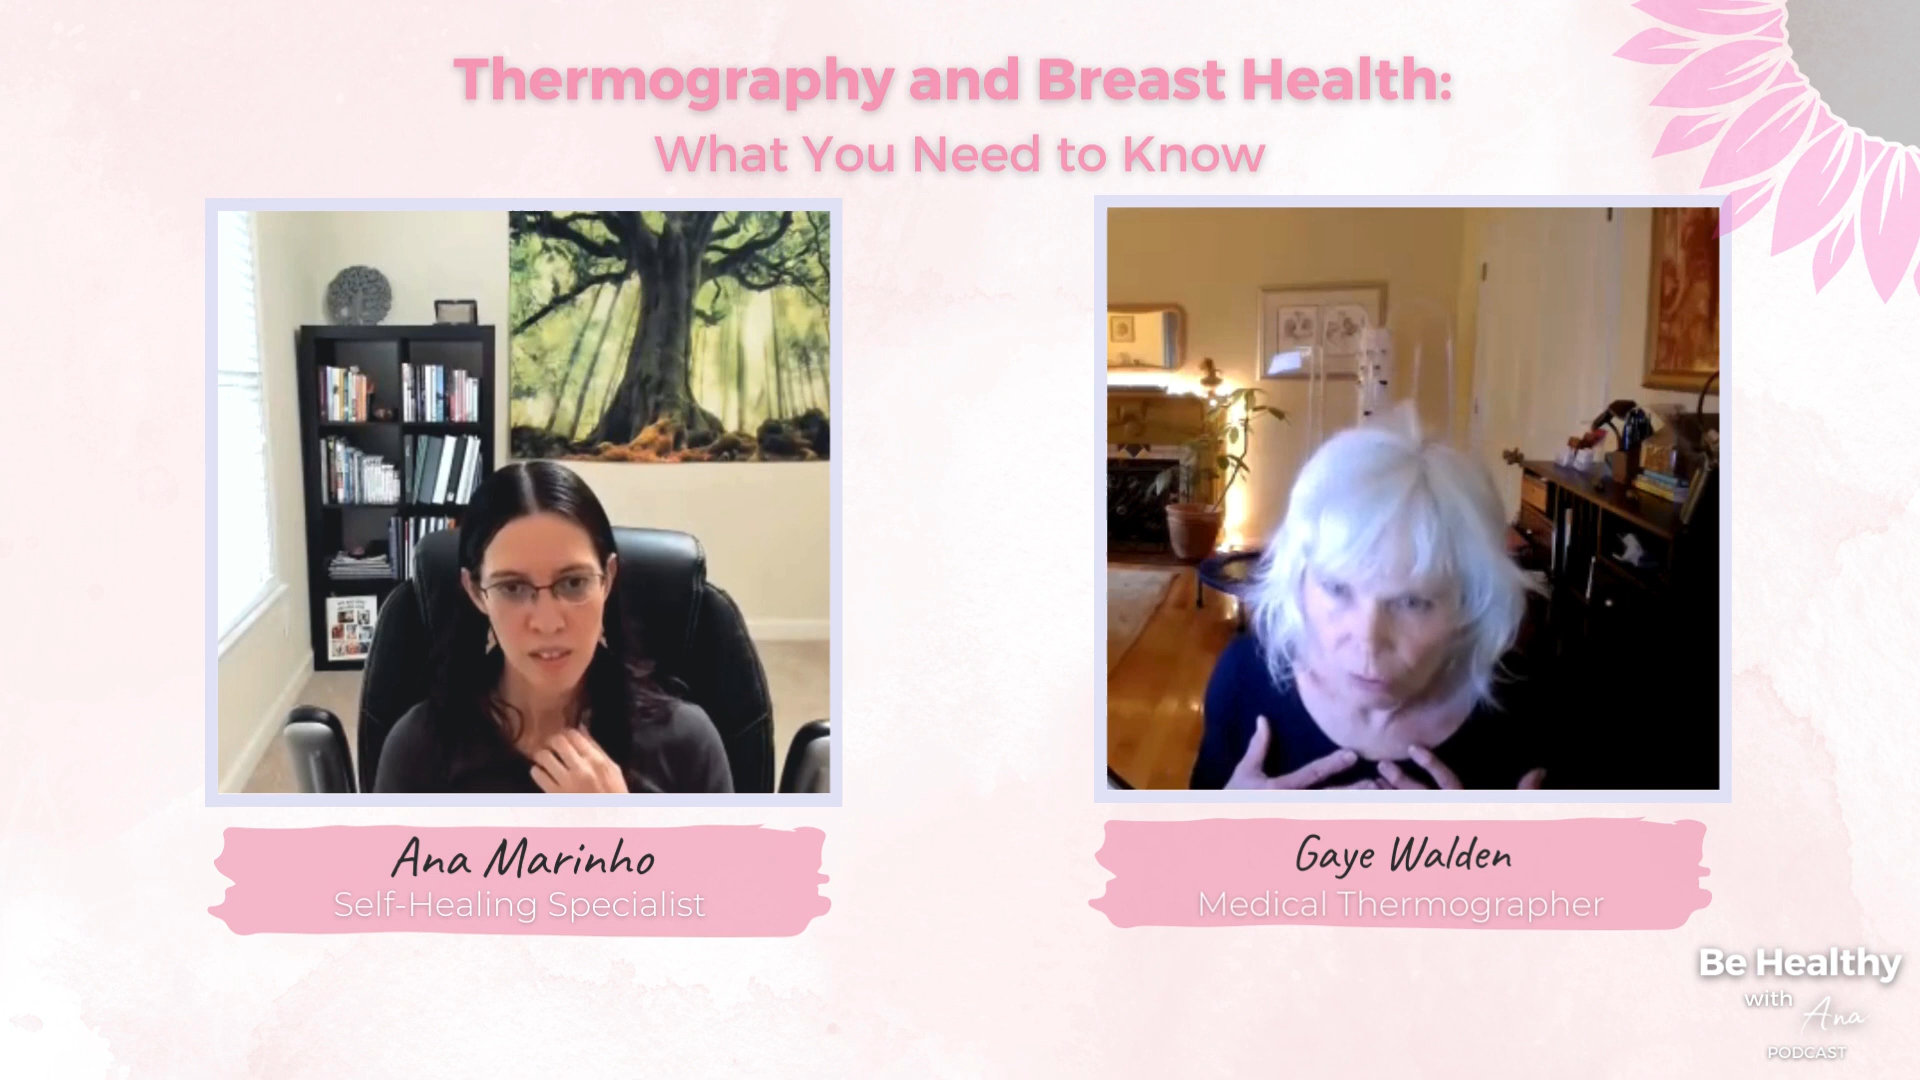 Thermography and Breast Health:
What You Need to Know
Ana Marinho
Self-Healing Specialist
Gaye Walden
Medical Thermographer
Be Healthy
with Ana
PODCAST